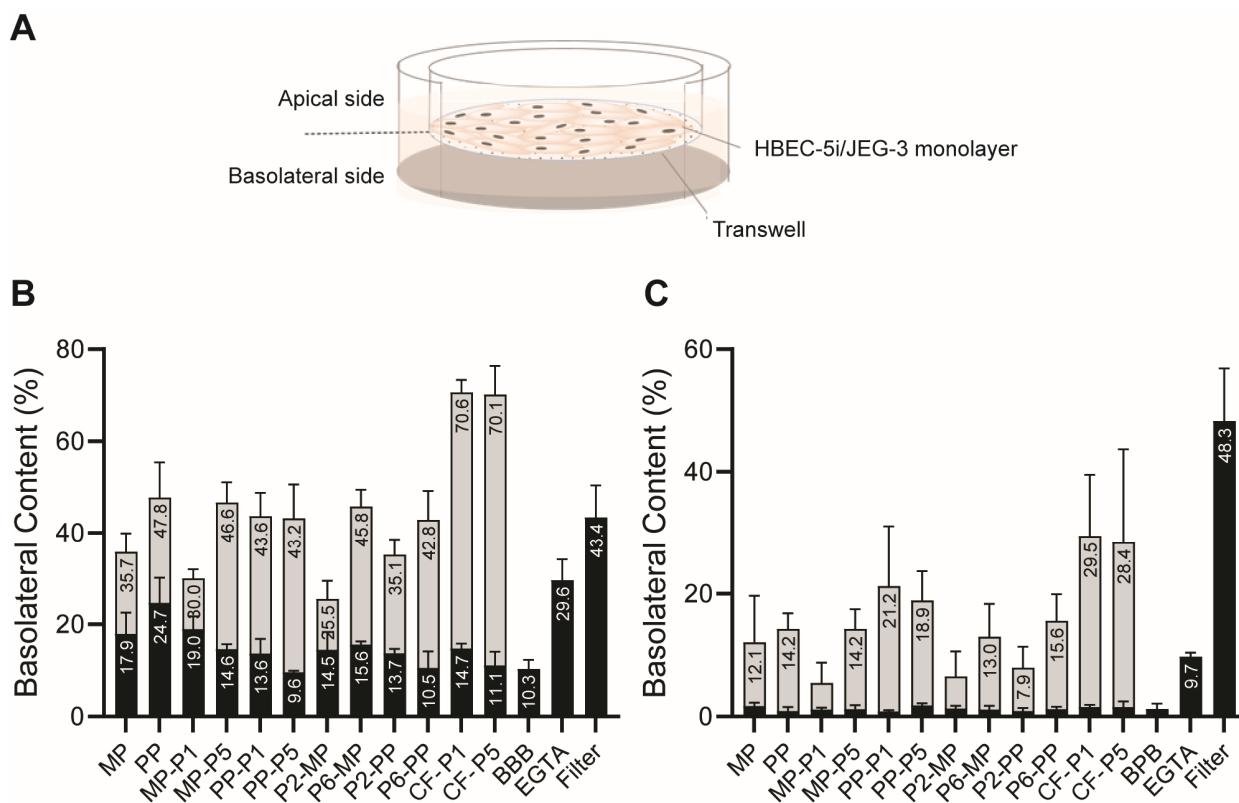 A
Apical side
Basolateral side
HBEC-5i/JEG-3 monolayer
Transwell
B
Basolateral Content (%)
80
60
40
20
0
35.7
17.9
47.8
24.7
30.0
19.0
46.6
14.6
43.6
13.6
43.2
9.6
25.5
14.5
45.8
15.6
35.1
13.7
42.8
10.5
70.6
14.7
70.1
11.1
10.3
29.6
43.4
MP
PP
MP-P1
MP-P5
PP-P1
PP-P5
P2-MP
P6-MP
P2-PP
P6-PP
CF-P1
CF-P5
BBB
EGTA
Filter
C
Basolateral Content (%)
60
40
20
0
12.1
14.2
14.2
21.2
18.9
13.0
7.9
15.6
29.5
28.4
9.7
48.3
MP
PP
MP-P1
MP-P5
PP-P1
PP-P5
P2-MP
P6-MP
P2-PP
P6-PP
CF-P1
CF-P5
BPB
EGTA
Filter